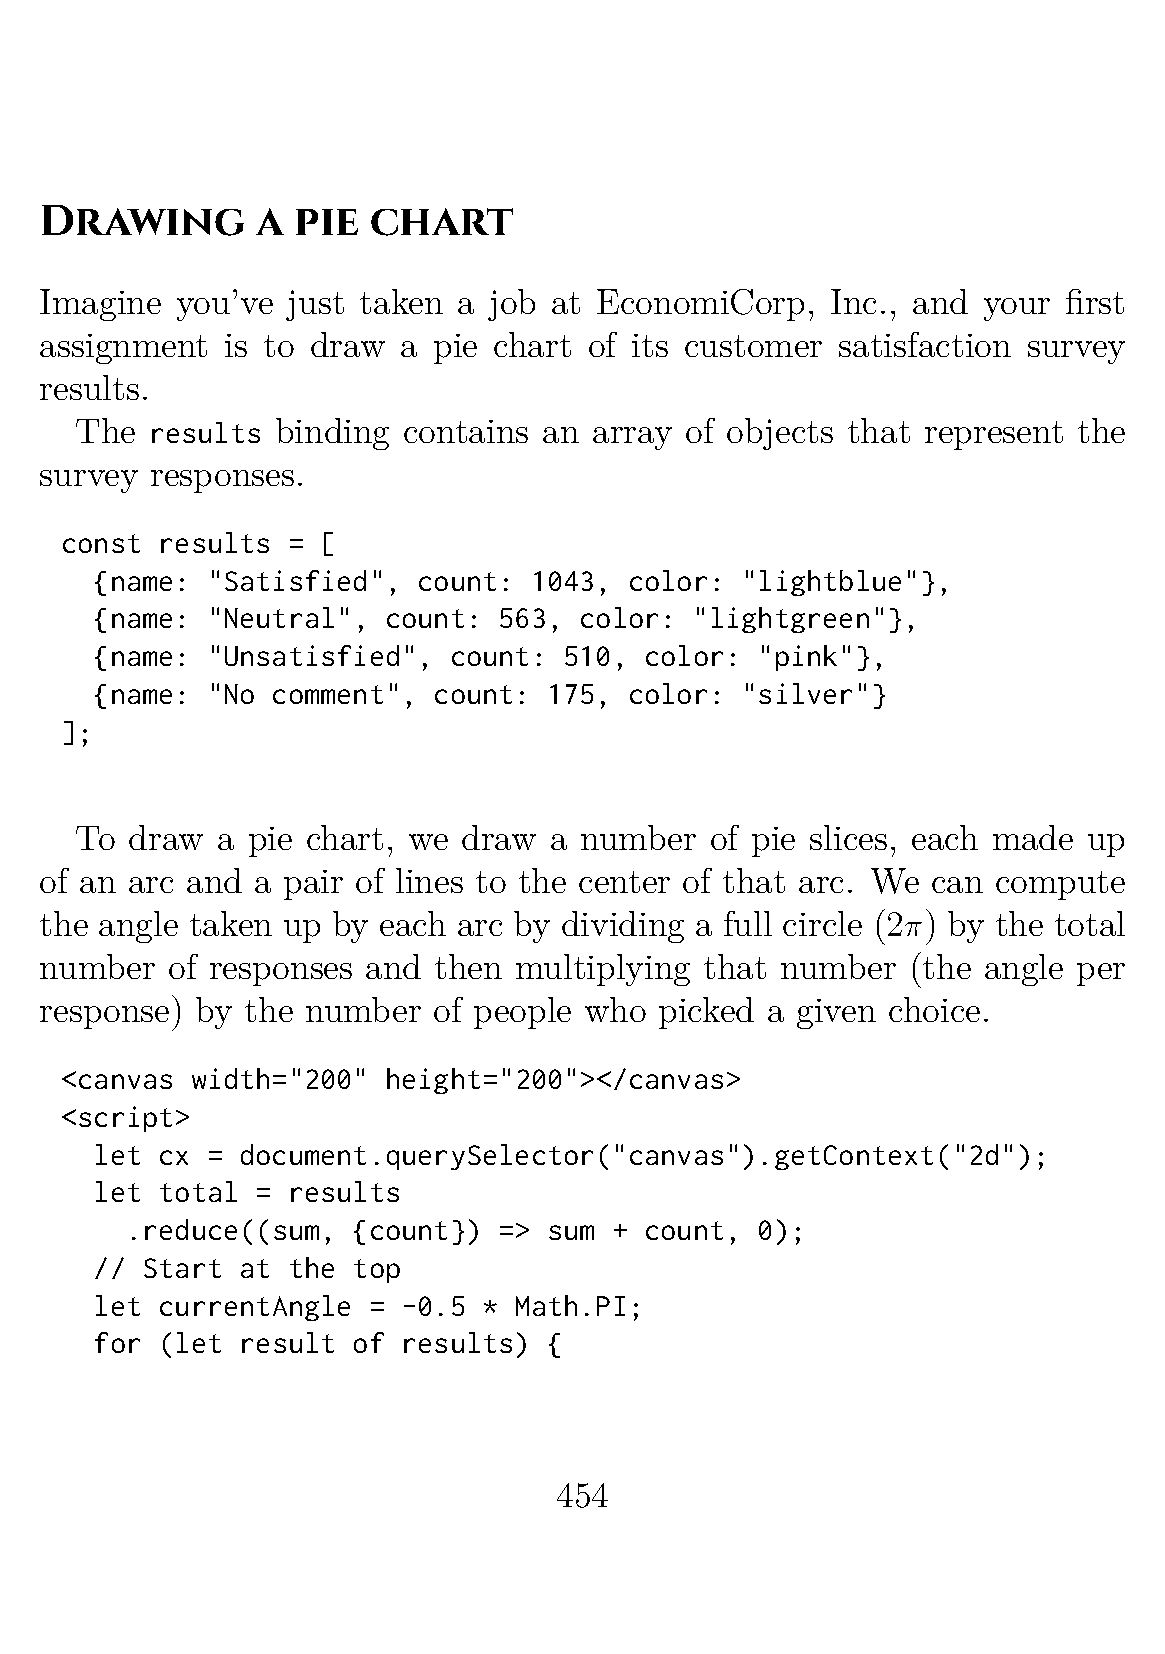 Drawing a pie chart
Imagine you've just taken a job at EconomiCorp, Inc., and your first
assignment is to draw a pie chart of its customer satisfaction survey
results.
The results binding contains an array of objects that represent the
survey responses.
const results = [
  {name: "Satisfied", count: 1043, color: "lightblue"},
  {name: "Neutral", count: 563, color: "lightgreen"},
  {name: "Unsatisfied", count: 510, color: "pink"},
  {name: "No comment", count: 175, color: "silver"}
];
To draw a pie chart, we draw a number of pie slices, each made up
of an arc and a pair of lines to the center of that arc. We can compute
the angle taken up by each arc by dividing a full circle (2π) by the total
number of responses and then multiplying that number (the angle per
response) by the number of people who picked a given choice.
<canvas width="200" height="200"></canvas>
<script>
  let cx = document.querySelector("canvas").getContext("2d");
  let total = results
    .reduce((sum, {count}) => sum + count, 0);
  // Start at the top
  let currentAngle = -0.5 * Math.PI;
  for (let result of results) {
454